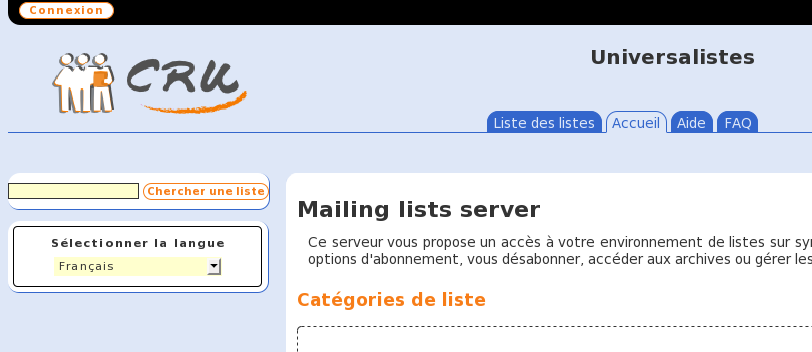 Connexion
CRU
Universalistes
Liste des listes
Accueil
Aide
FAQ
Chercher une liste
Sélectionner la langue
Français
Mailing lists server
Ce serveur vous propose un accès à votre environnement de listes sur
options d'abonnement, vous désabonner, accéder aux archives ou gérer les
Catégories de liste